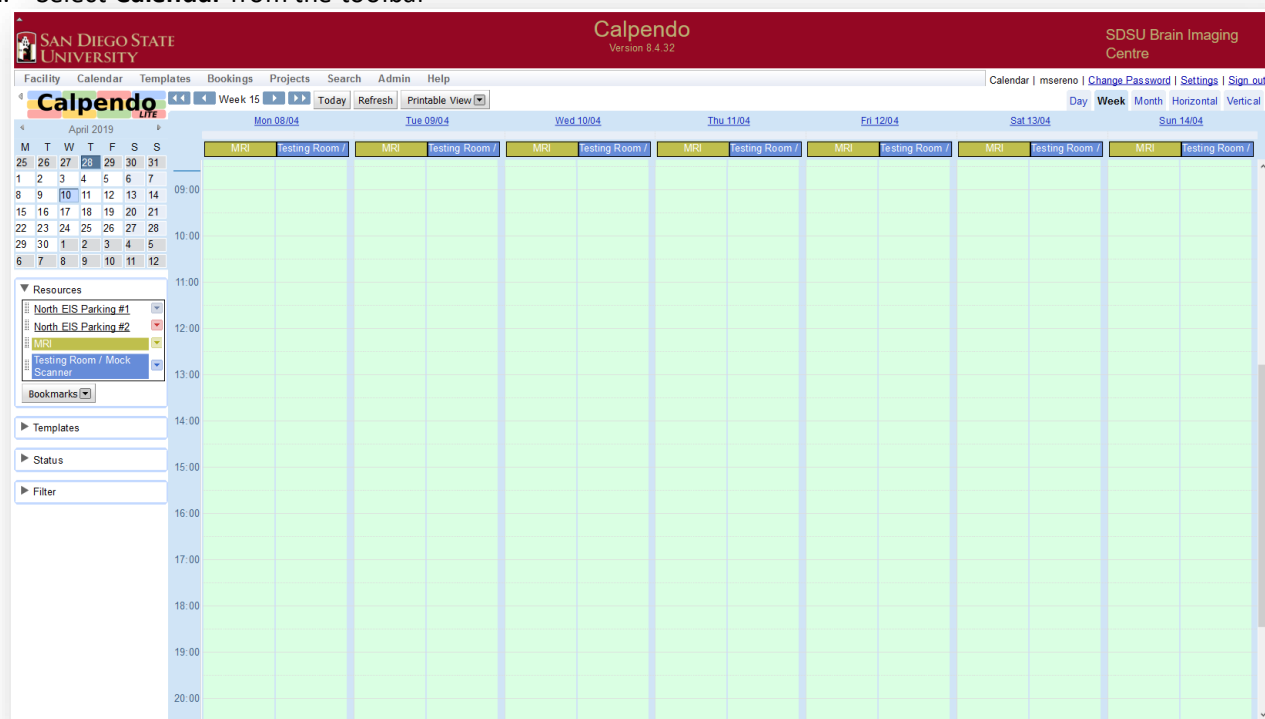 Select Calendar from the toolbar
SAN DIEGO STATE
UNIVERSITY
Calpendo
Version 8.4.32
SDSU Brain Imaging
Centre
Facility Calendar Templates Bookings Projects Search Admin Help
Calendar | msereno | Change Password | Settings | Sign out
Calpendo
LITE
Week 15 Today Refresh Printable View
Day Week Month Horizontal Vertical
April 2019
M T W T F S S
25 26 27 28 29 30 31
1 2 3 4 5 6 7
8 9 10 11 12 13 14
15 16 17 18 19 20 21
22 23 24 25 26 27 28
29 30 1 2 3 4 5
6 7 8 9 10 11 12
Resources
North EIS Parking #1
North EIS Parking #2
MRI
Testing Room / Mock
Scanner
Bookmarks
Templates
Status
Filter
Mon 08/04 Tue 09/04 Wed 10/04 Thu 11/04 Fri 12/04 Sat 13/04 Sun 14/04
MRI Testing Room / MRI Testing Room / MRI Testing Room / MRI Testing Room / MRI Testing Room / MRI Testing Room / MRI Testing Room /
09:00
10:00
11:00
12:00
13:00
14:00
15:00
16:00
17:00
18:00
19:00
20:00